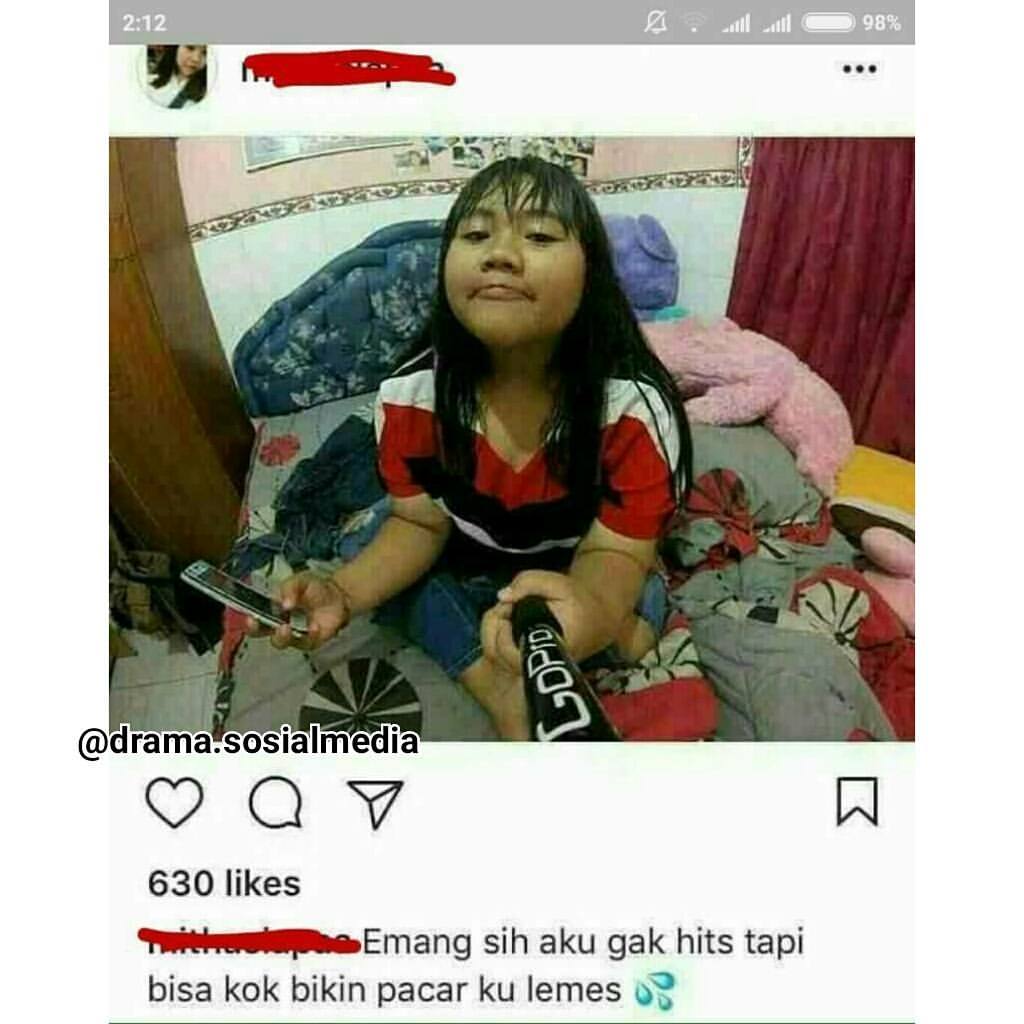 2:12
98%
GOPRO
@drama.sosialmedia
630 likes
Emang sih aku gak hits tapi
bisa kok bikin pacar ku lemes 💦